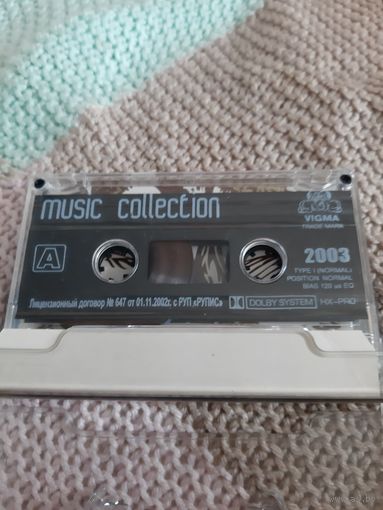 music collection
VIGMA
TRADE MARK
A
2003
TYPE I (NORMAL)
POSITION NORMAL
BIAS 120 µs EQ
Лицензионный договор № 647 от 01.11.2002г. с РУП «РУПИС»
DOLBY SYSTEM
HX-PRO